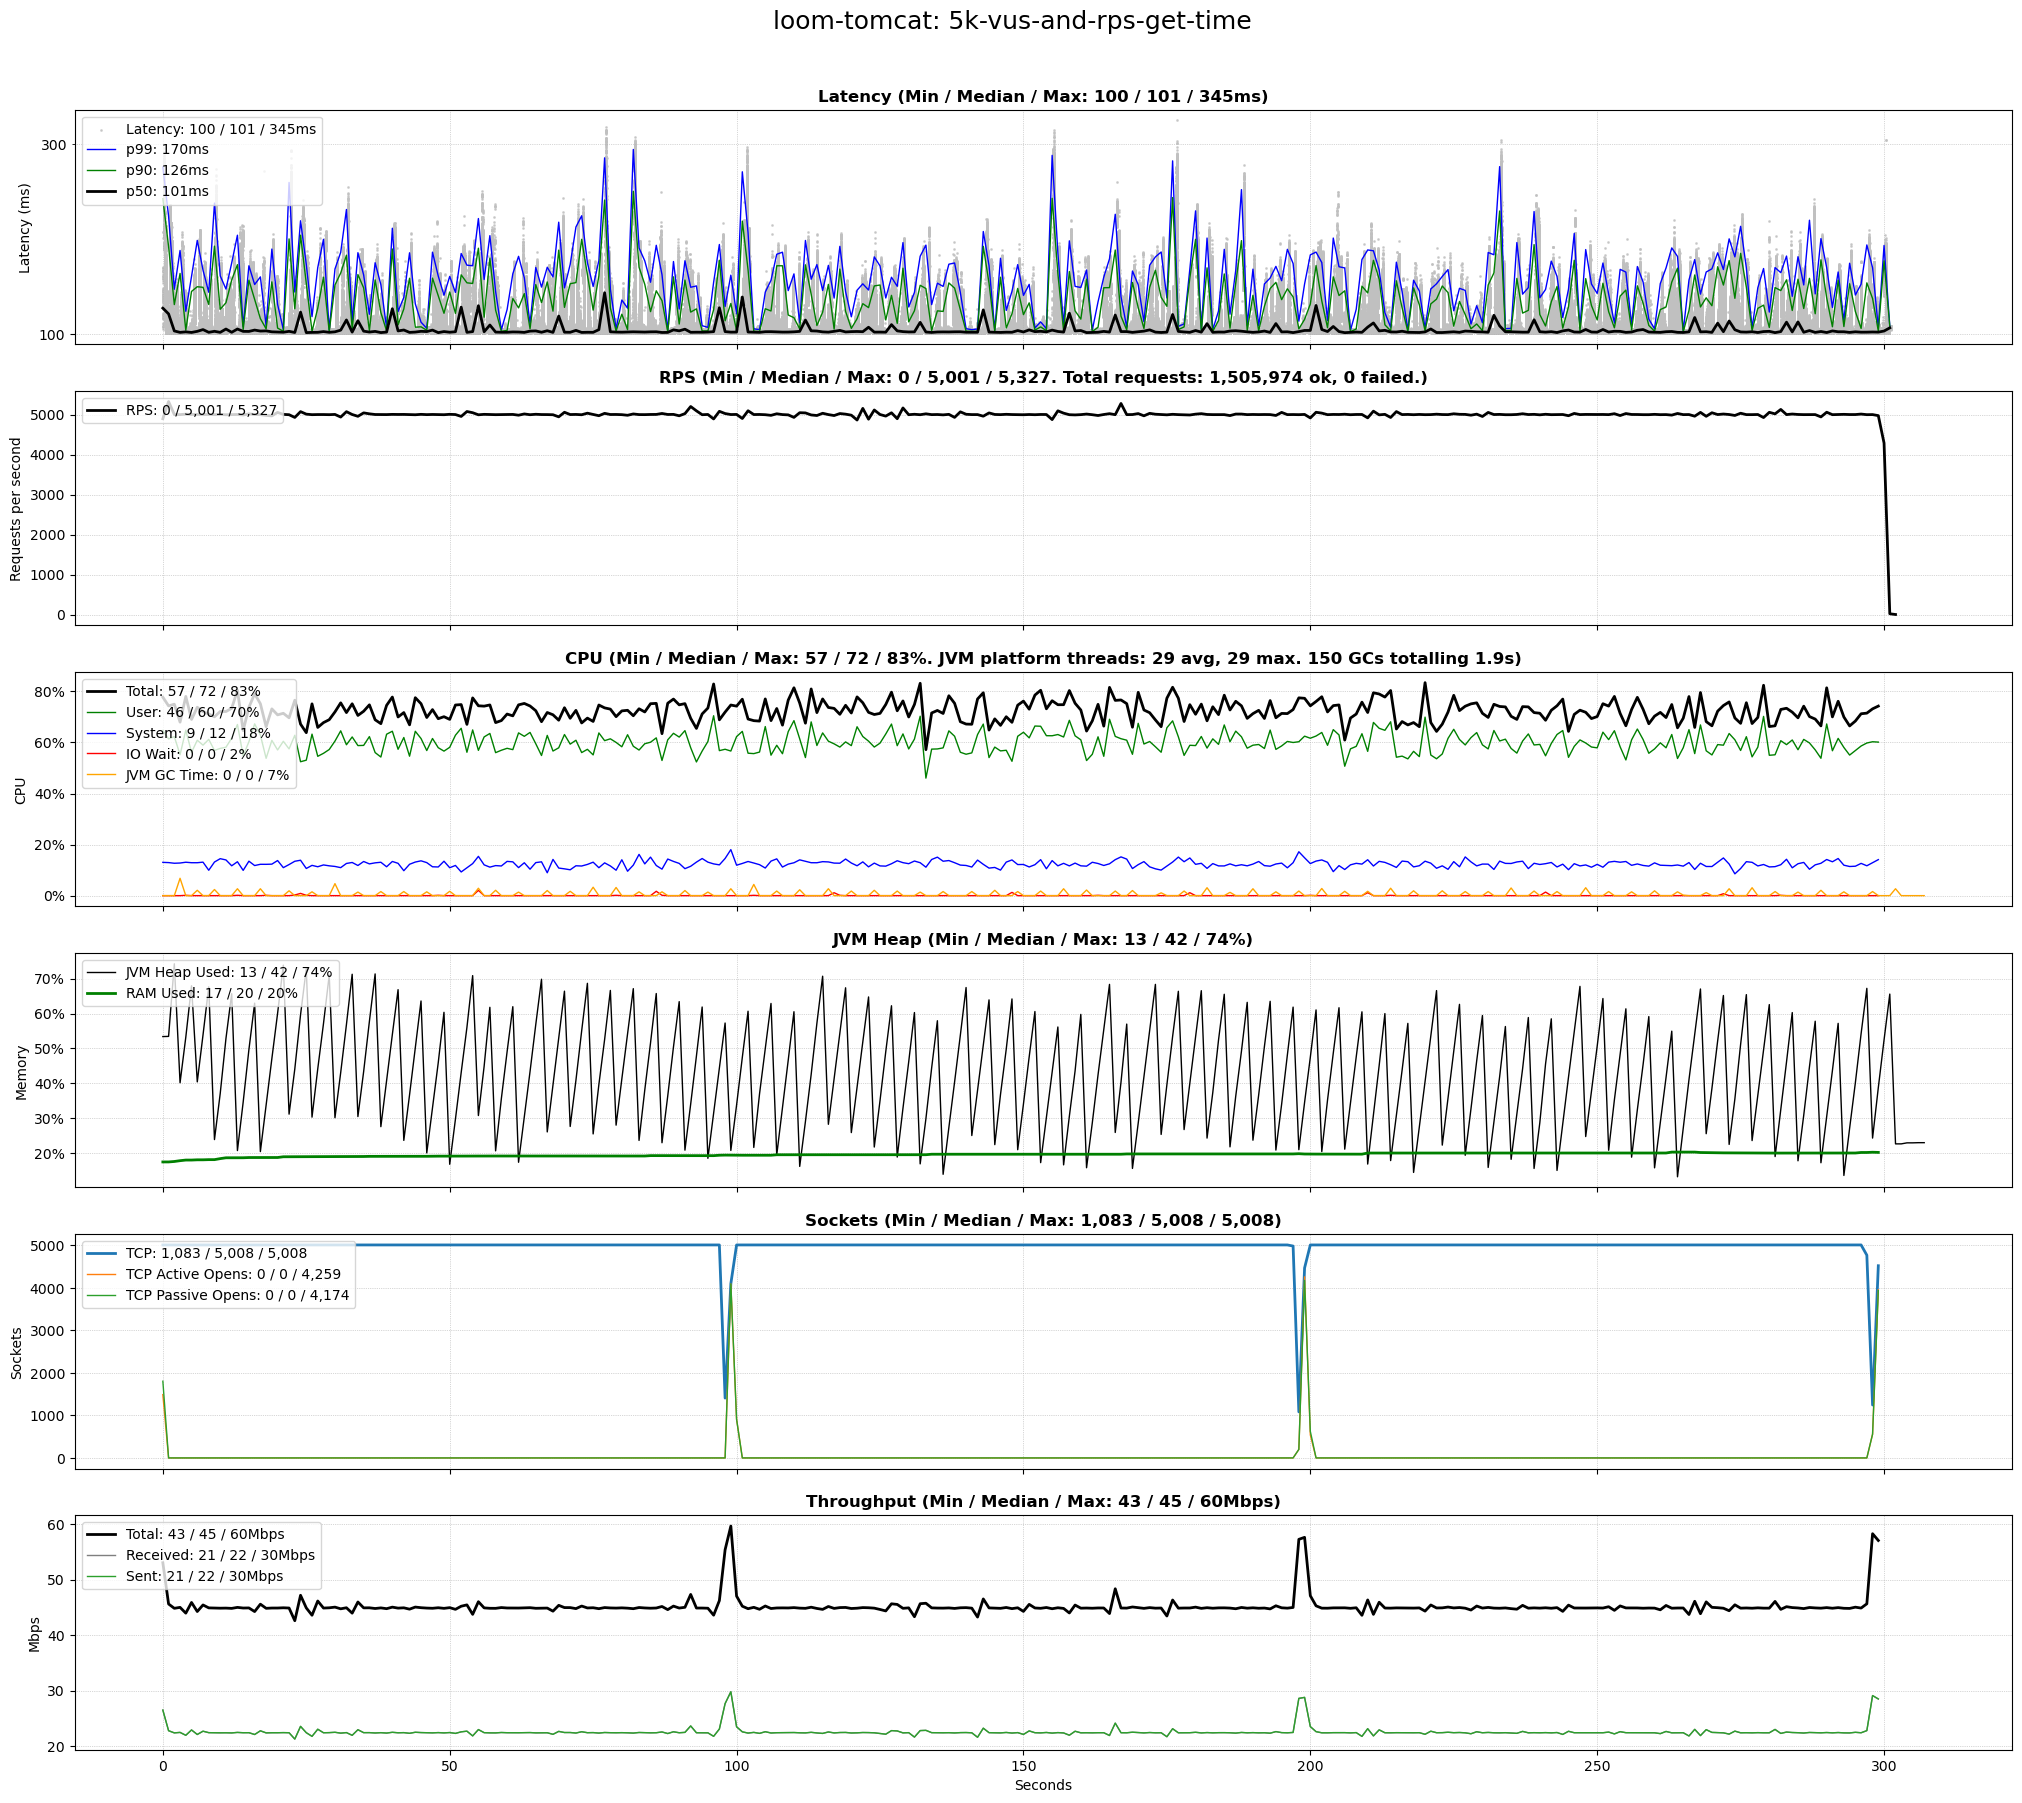 loom-tomcat: 5k-vus-and-rps-get-time
Latency (Min / Median / Max: 100 / 101 / 345ms)
Latency: 100 / 101 / 345ms
p99: 170ms
p90: 126ms
p50: 101ms
300
100
Latency (ms)
RPS (Min / Median / Max: 0 / 5,001 / 5,327. Total requests: 1,505,974 ok, 0 failed.)
RPS: 0 / 5,001 / 5,327
5000
4000
3000
2000
1000
0
Requests per second
CPU (Min / Median / Max: 57 / 72 / 83%. JVM platform threads: 29 avg, 29 max. 150 GCs totalling 1.9s)
Total: 57 / 72 / 83%
User: 46 / 60 / 70%
System: 9 / 12 / 18%
IO Wait: 0 / 0 / 2%
JVM GC Time: 0 / 0 / 7%
80%
60%
40%
20%
0%
CPU
JVM Heap (Min / Median / Max: 13 / 42 / 74%)
JVM Heap Used: 13 / 42 / 74%
RAM Used: 17 / 20 / 20%
70%
60%
50%
40%
30%
20%
Memory
Sockets (Min / Median / Max: 1,083 / 5,008 / 5,008)
TCP: 1,083 / 5,008 / 5,008
TCP Active Opens: 0 / 0 / 4,259
TCP Passive Opens: 0 / 0 / 4,174
5000
4000
3000
2000
1000
0
Sockets
Throughput (Min / Median / Max: 43 / 45 / 60Mbps)
Total: 43 / 45 / 60Mbps
Received: 21 / 22 / 30Mbps
Sent: 21 / 22 / 30Mbps
60
50
40
30
20
Mbps
0 50 100 150 200 250 300
Seconds